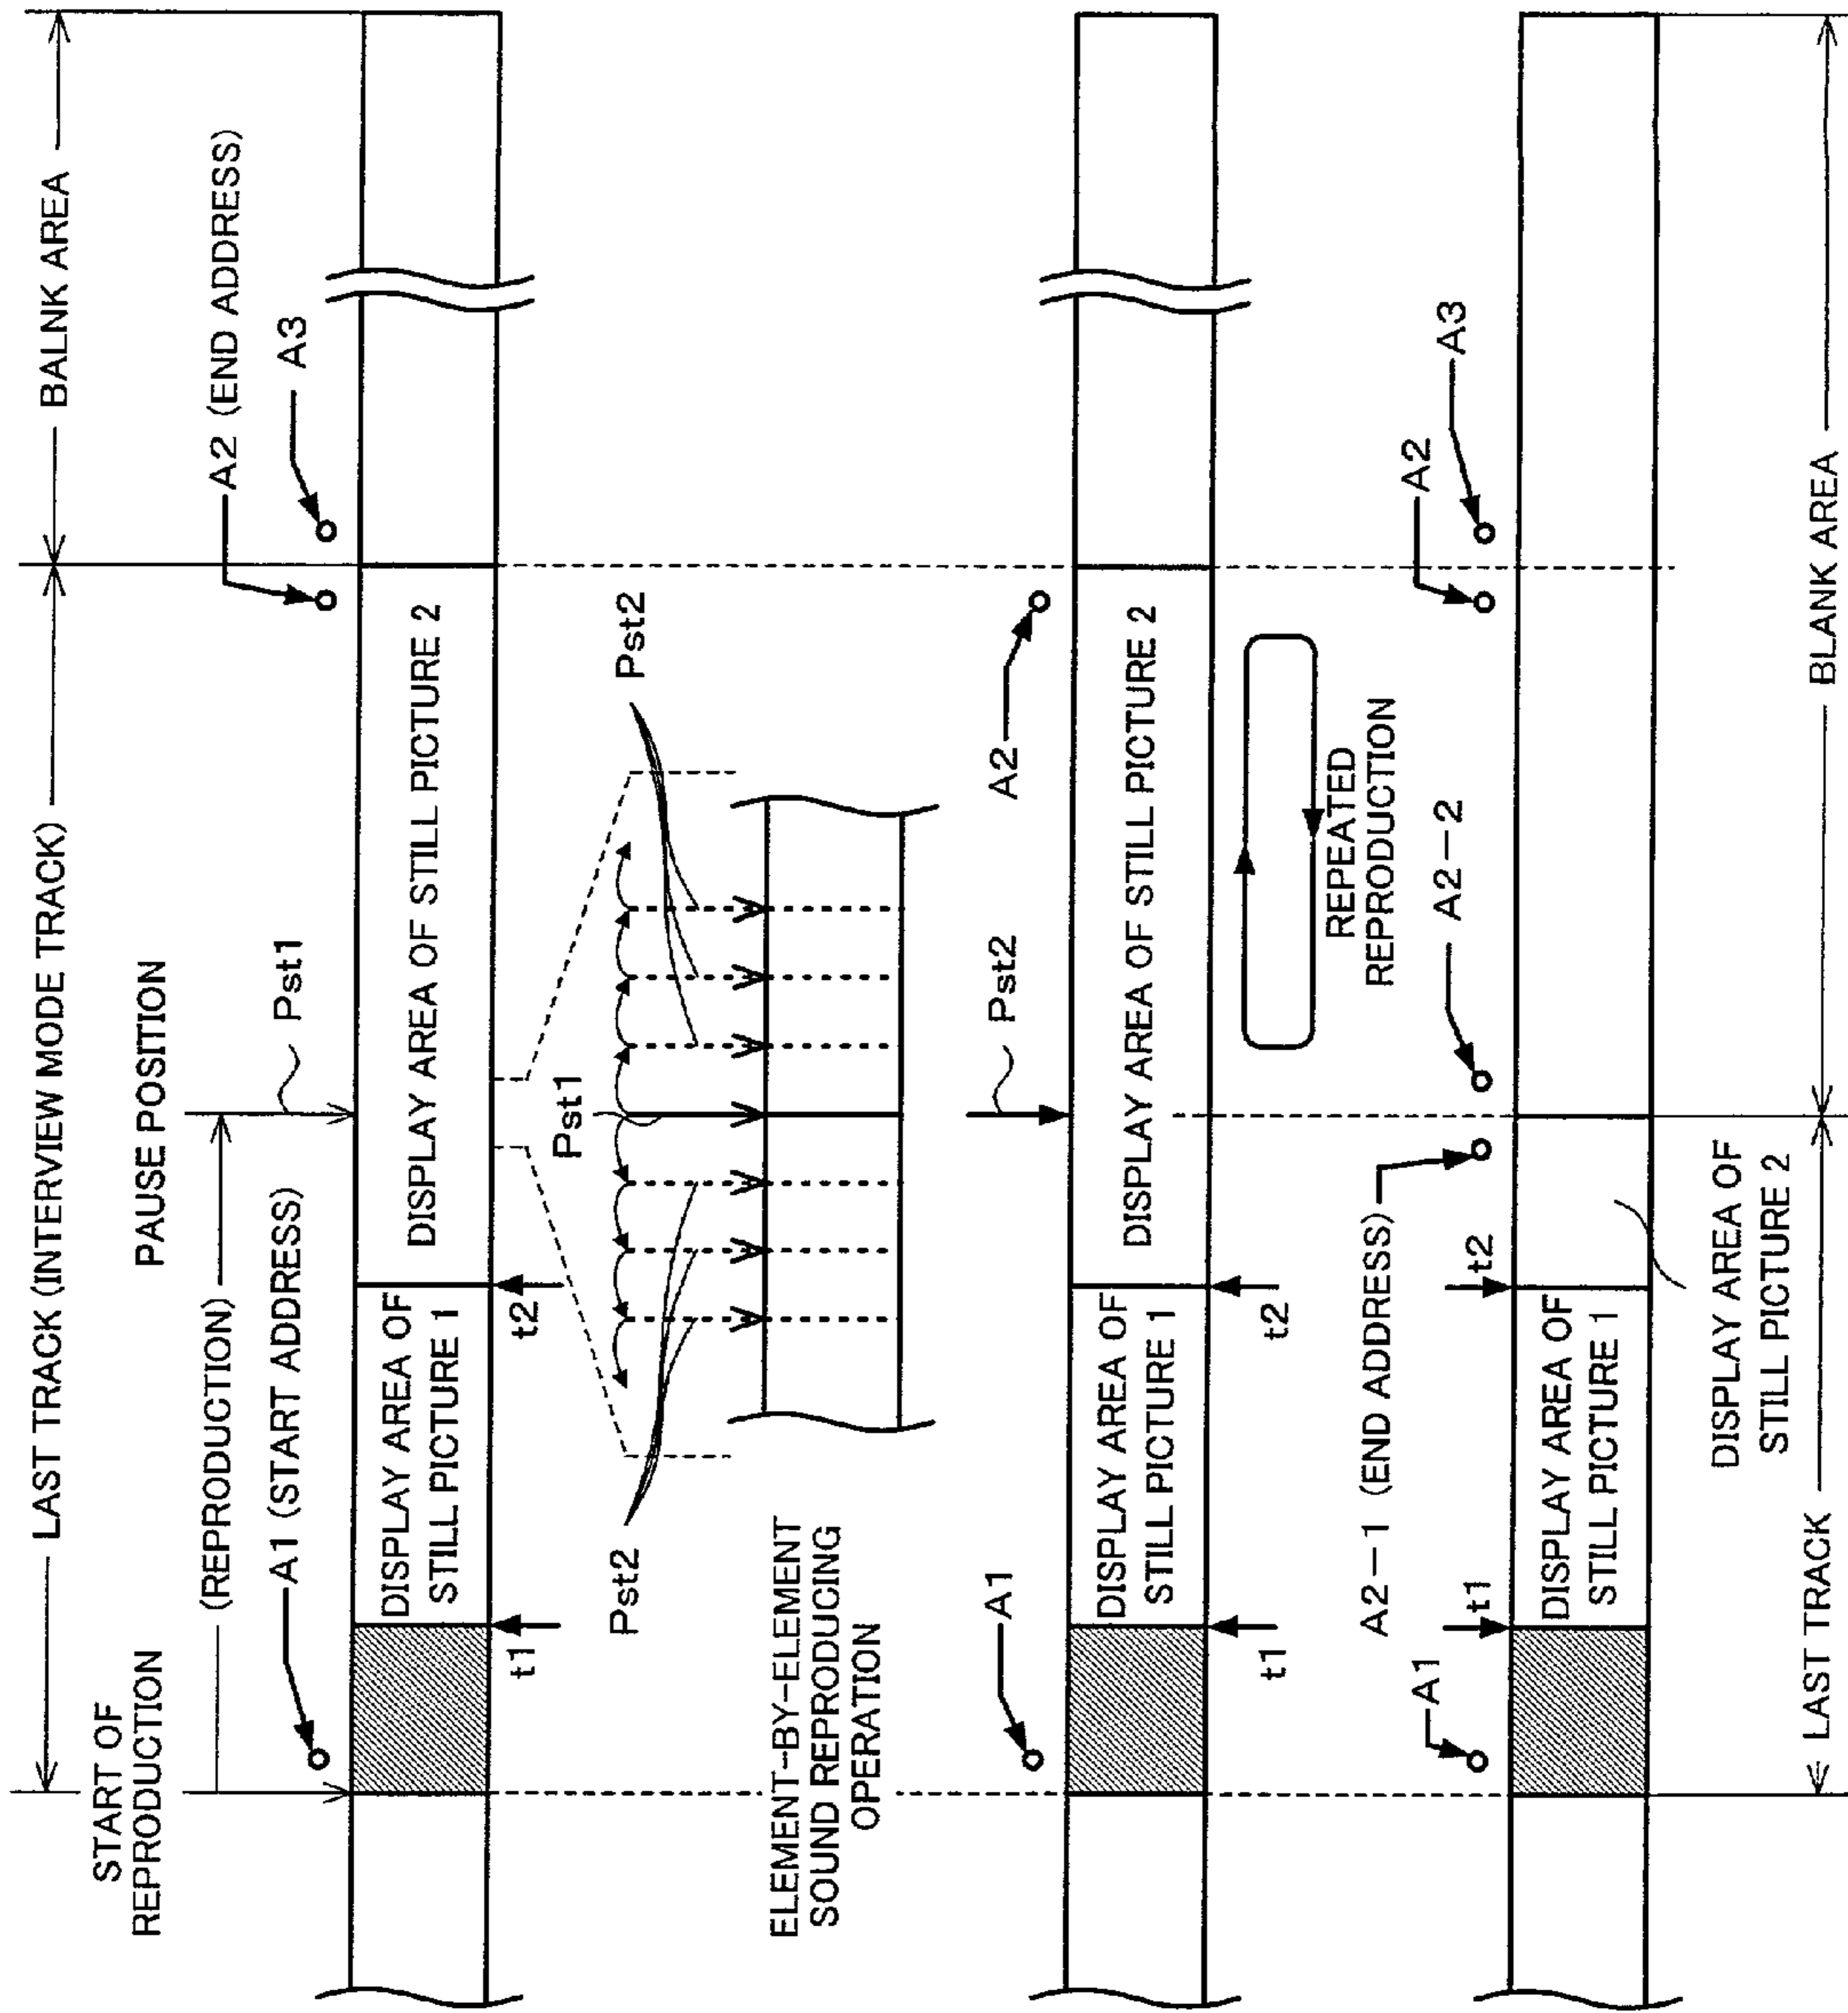 LAST TRACK (INTERVIEW MODE TRACK)
BALNK AREA
START OF
REPRODUCTION
(REPRODUCTION)
PAUSE POSITION
A1 (START ADDRESS)
Pst1
A2 (END ADDRESS)
A3
DISPLAY AREA OF
STILL PICTURE 1
DISPLAY AREA OF STILL PICTURE 2
t1
t2
Pst2
Pst1
Pst2
ELEMENT-BY-ELEMENT
SOUND REPRODUCING
OPERATION
A1
Pst2
A2
DISPLAY AREA OF
STILL PICTURE 1
DISPLAY AREA OF STILL PICTURE 2
t1
t2
REPEATED
REPRODUCTION
A1
t1
A2-1 (END ADDRESS)
t2
A2-2
A2
A3
DISPLAY AREA OF
STILL PICTURE 1
DISPLAY AREA OF
STILL PICTURE 2
LAST TRACK
BLANK AREA